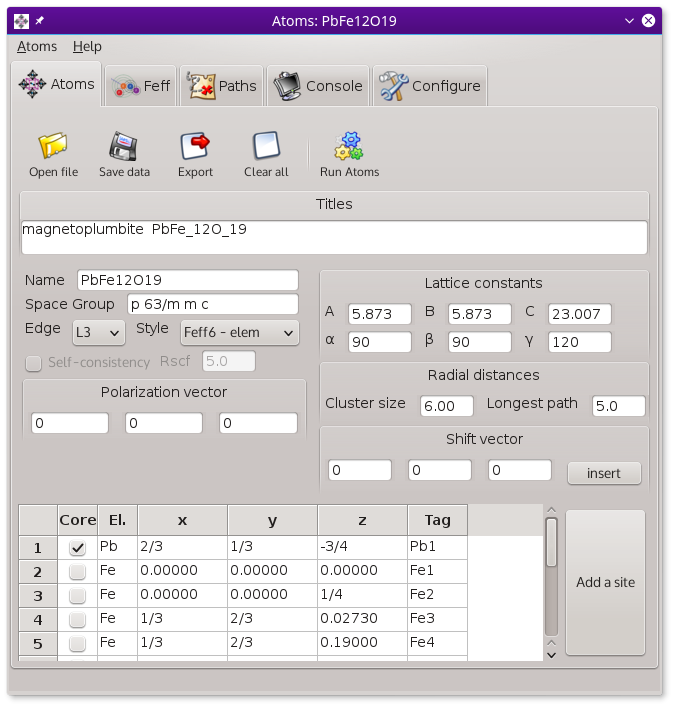 Atoms: PbFe12O19
Atoms Help
Atoms Feff Paths Console Configure
Open file Save data Export Clear all Run Atoms
Titles
magnetoplumbite PbFe_12O_19
Name PbFe12O19
Space Group p 63/m m c
Edge L3 Style Feff6 - elem
Self-consistency Rscf 5.0
Polarization vector
0 0 0
Lattice constants
A 5.873 B 5.873 C 23.007
α 90 β 90 γ 120
Radial distances
Cluster size 6.00 Longest path 5.0
Shift vector
0 0 0 insert
Core El. x y z Tag
1 Pb 2/3 1/3 -3/4 Pb1
2 Fe 0.00000 0.00000 0.00000 Fe1
3 Fe 0.00000 0.00000 1/4 Fe2
4 Fe 1/3 2/3 0.02730 Fe3
5 Fe 1/3 2/3 0.19000 Fe4
Add a site